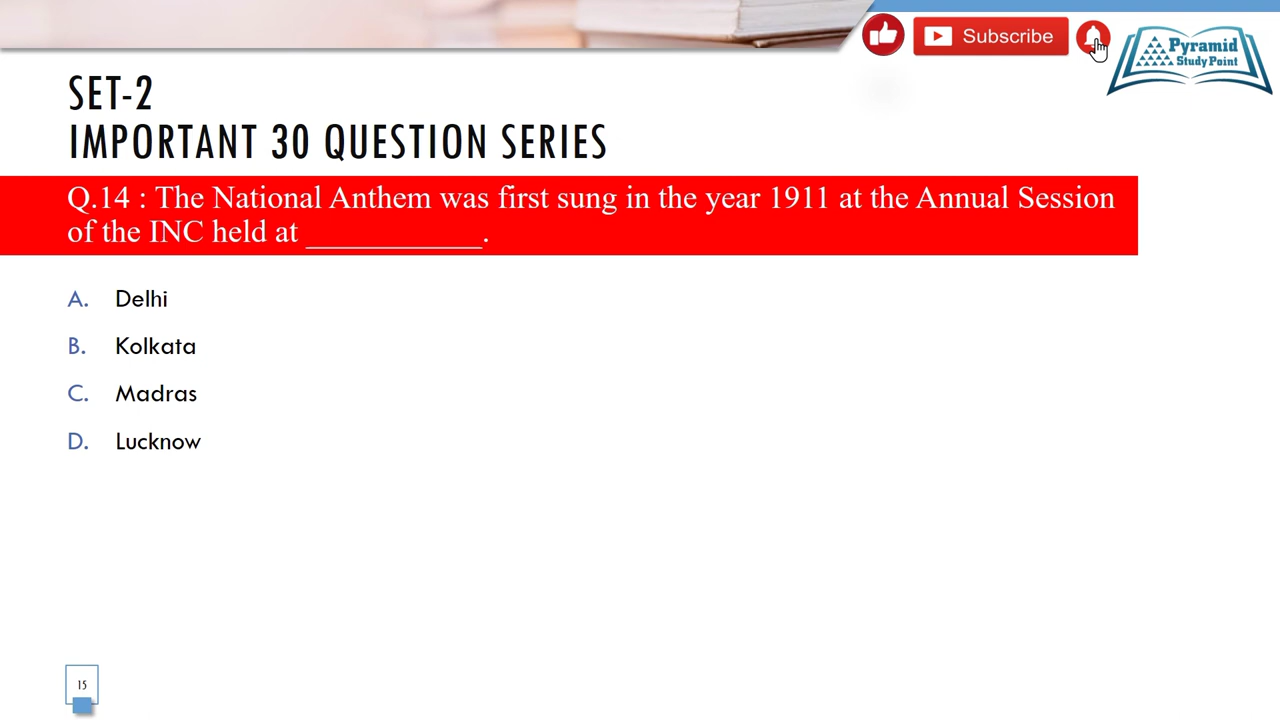 Subscribe
Pyramid
Study Point
SET-2
IMPORTANT 30 QUESTION SERIES
Q.14 : The National Anthem was first sung in the year 1911 at the Annual Session
of the INC held at ___________.
A. Delhi
B. Kolkata
C. Madras
D. Lucknow
15